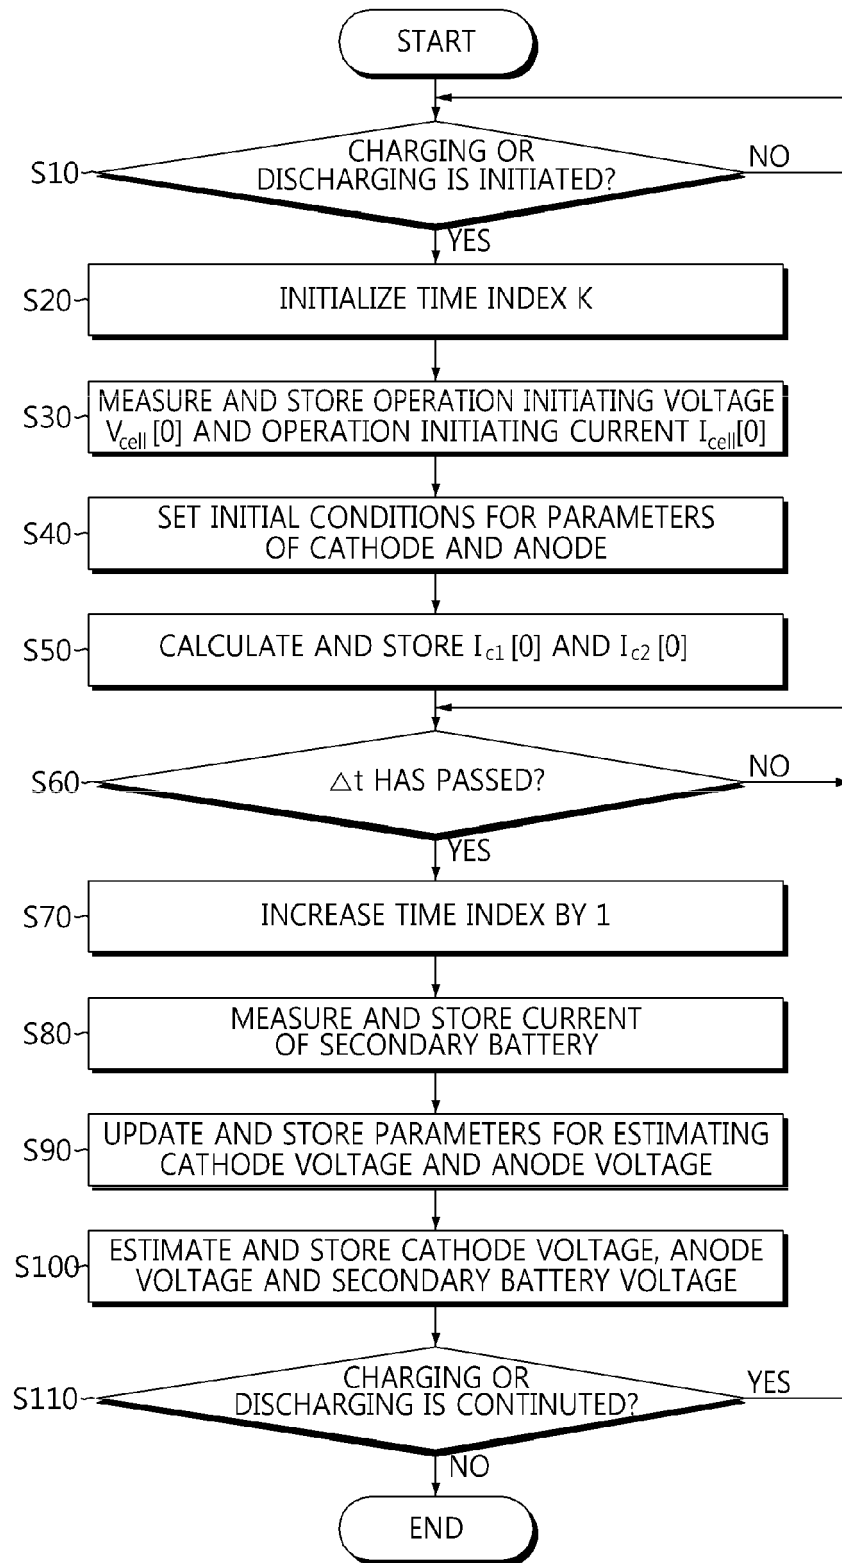 START
CHARGING OR
DISCHARGING IS INITIATED?
S10
NO
YES
S20
INITIALIZE TIME INDEX K
S30
MEASURE AND STORE OPERATION INITIATING VOLTAGE
Vcell [0] AND OPERATION INITIATING CURRENT Icell[0]
S40
SET INITIAL CONDITIONS FOR PARAMETERS
OF CATHODE AND ANODE
S50
CALCULATE AND STORE Ic1 [0] AND Ic2 [0]
S60
△t HAS PASSED?
NO
YES
S70
INCREASE TIME INDEX BY 1
S80
MEASURE AND STORE CURRENT
OF SECONDARY BATTERY
S90
UPDATE AND STORE PARAMETERS FOR ESTIMATING
CATHODE VOLTAGE AND ANODE VOLTAGE
S100
ESTIMATE AND STORE CATHODE VOLTAGE, ANODE
VOLTAGE AND SECONDARY BATTERY VOLTAGE
S110
CHARGING OR
DISCHARGING IS CONTINUTED?
YES
NO
END